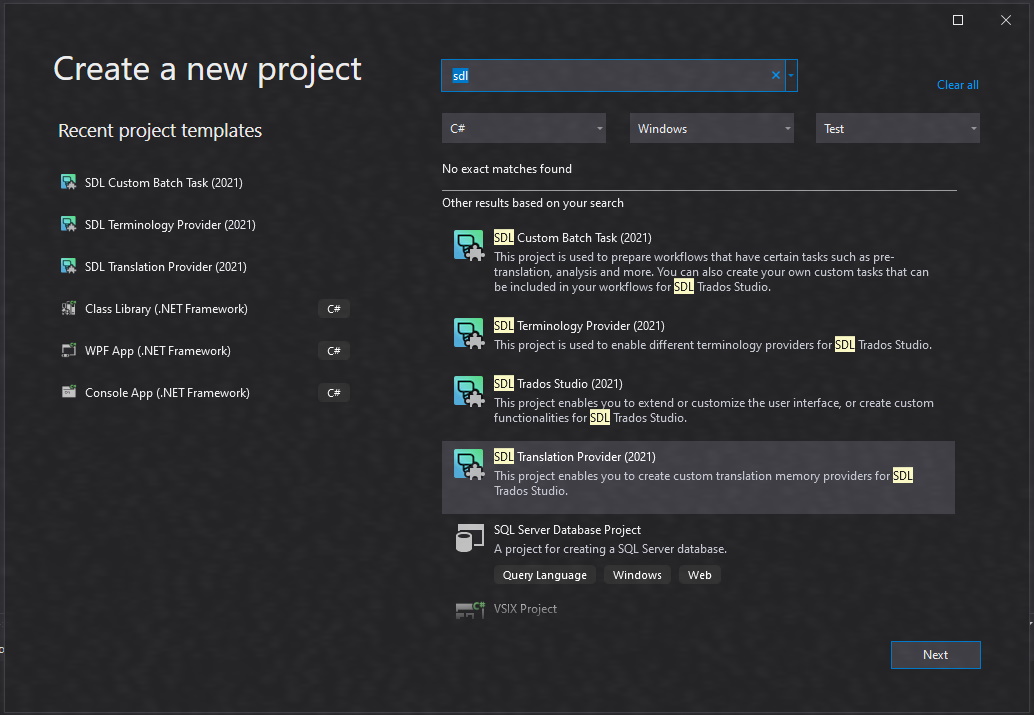 Create a new project
Recent project templates
SDL Custom Batch Task (2021)
SDL Terminology Provider (2021)
SDL Translation Provider (2021)
Class Library (.NET Framework)
C#
WPF App (.NET Framework)
C#
Console App (.NET Framework)
C#
sdl
Clear all
C#
Windows
Test
No exact matches found
Other results based on your search
SDL Custom Batch Task (2021)
This project is used to prepare workflows that have certain tasks such as pre-
translation, analysis and more. You can also create your own custom tasks that can
be included in your workflows for SDL Trados Studio.
SDL Terminology Provider (2021)
This project is used to enable different terminology providers for SDL Trados Studio.
SDL Trados Studio (2021)
This project enables you to extend or customize the user interface, or create custom
functionalities for SDL Trados Studio.
SDL Translation Provider (2021)
This project enables you to create custom translation memory providers for SDL
Trados Studio.
SQL Server Database Project
A project for creating a SQL Server database.
Query Language
Windows
Web
VSIX Project
Next